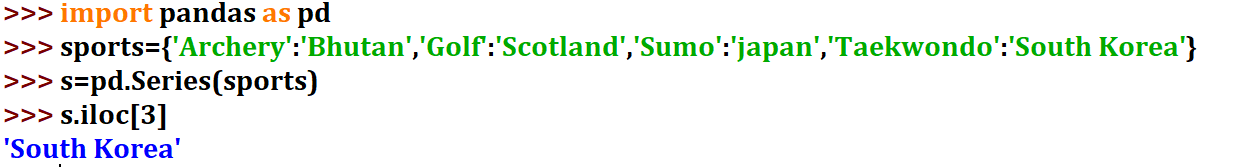 >>> import pandas as pd
>>> sports={'Archery':'Bhutan','Golf':'Scotland','Sumo':'japan','Taekwondo':'South Korea'}
>>> s=pd.Series(sports)
>>> s.iloc[3]
'South Korea'